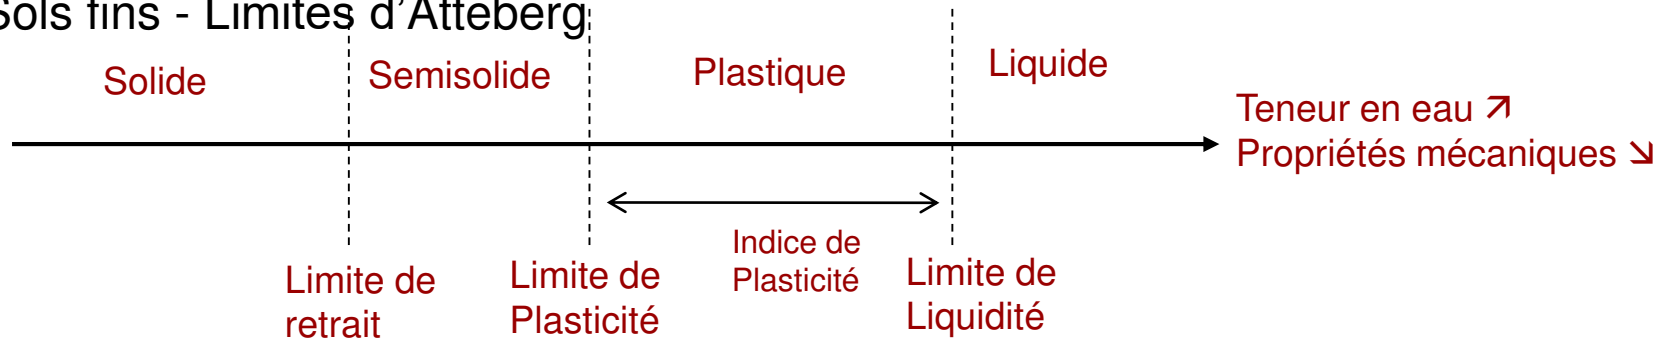 Sols fins - Limites d’Atteberg
Solide
Semisolide
Plastique
Liquide
Teneur en eau ↗
Propriétés mécaniques ↘
Indice de
Plasticité
Limite de
retrait
Limite de
Plasticité
Limite de
Liquidité